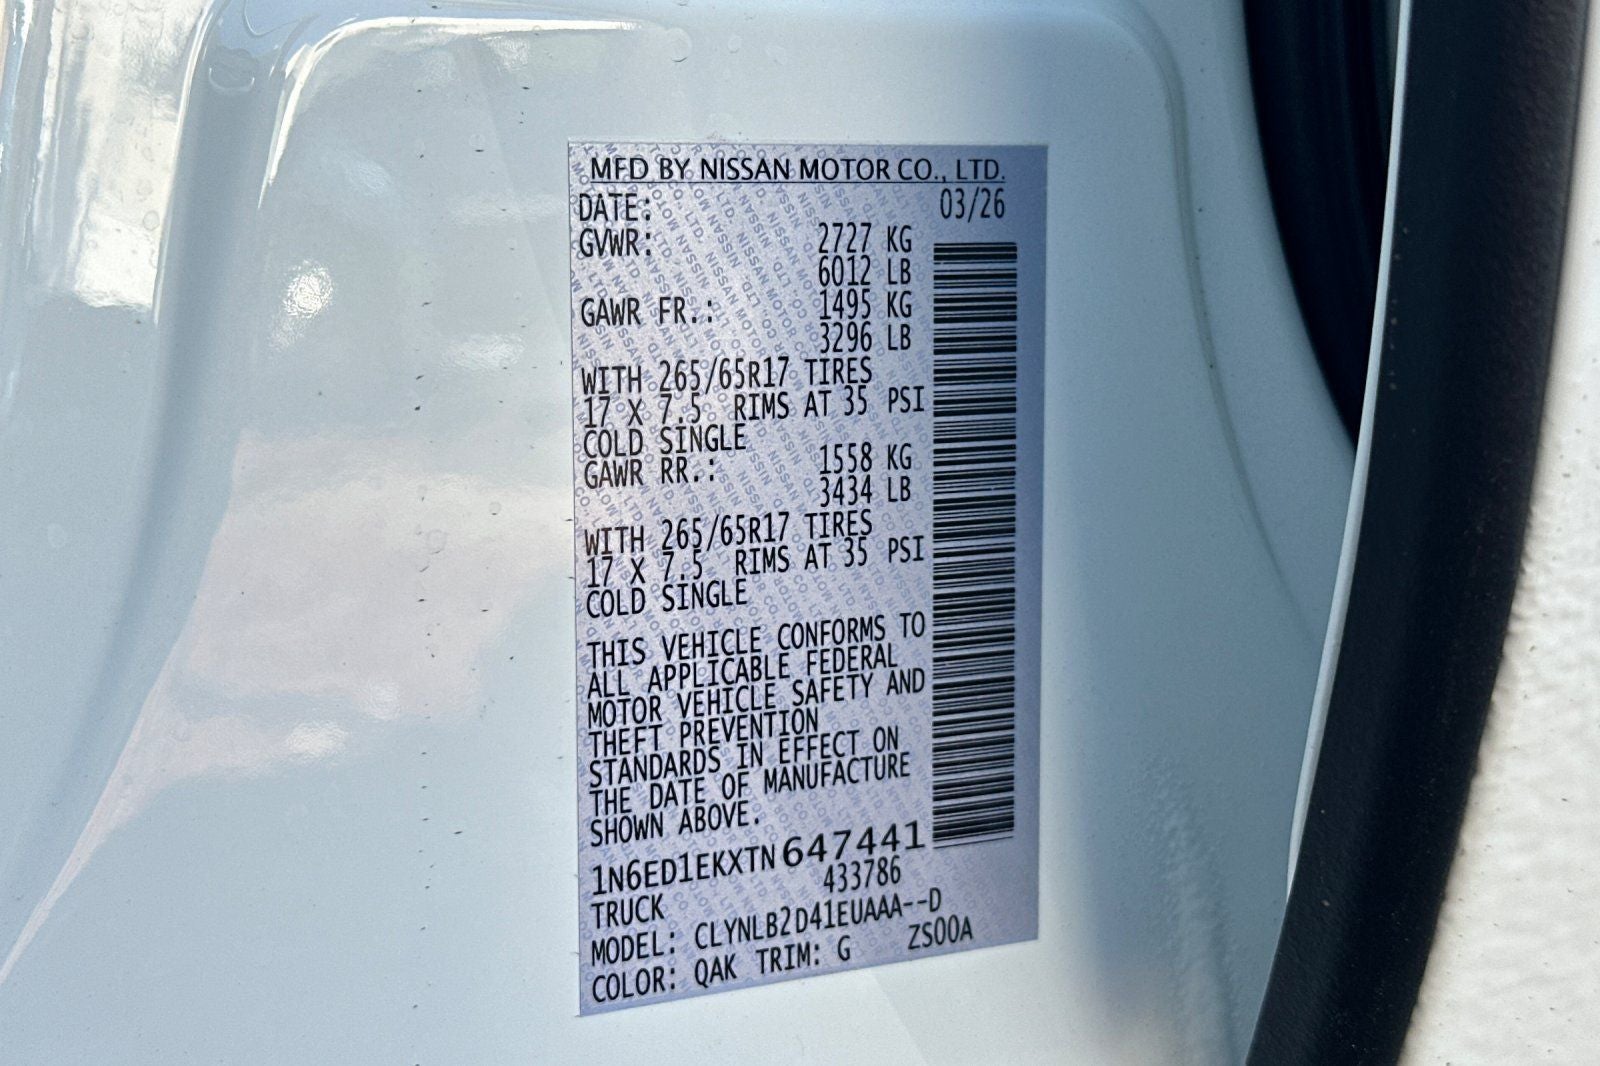 MFD BY NISSAN MOTOR CO., LTD.
DATE: 03/26
GVWR: 2727 KG
6012 LB
GAWR FR.: 1495 KG
3296 LB
WITH 265/65R17 TIRES
17 X 7.5 RIMS AT 35 PSI
COLD SINGLE
GAWR RR.: 1558 KG
3434 LB
WITH 265/65R17 TIRES
17 X 7.5 RIMS AT 35 PSI
COLD SINGLE
THIS VEHICLE CONFORMS TO
ALL APPLICABLE FEDERAL
MOTOR VEHICLE SAFETY AND
THEFT PREVENTION
STANDARDS IN EFFECT ON
THE DATE OF MANUFACTURE
SHOWN ABOVE.
1N6ED1EKXTN647441
433786
TRUCK
MODEL: CLYNLB2D41EUAAA--D
COLOR: QAK TRIM: G ZS00A